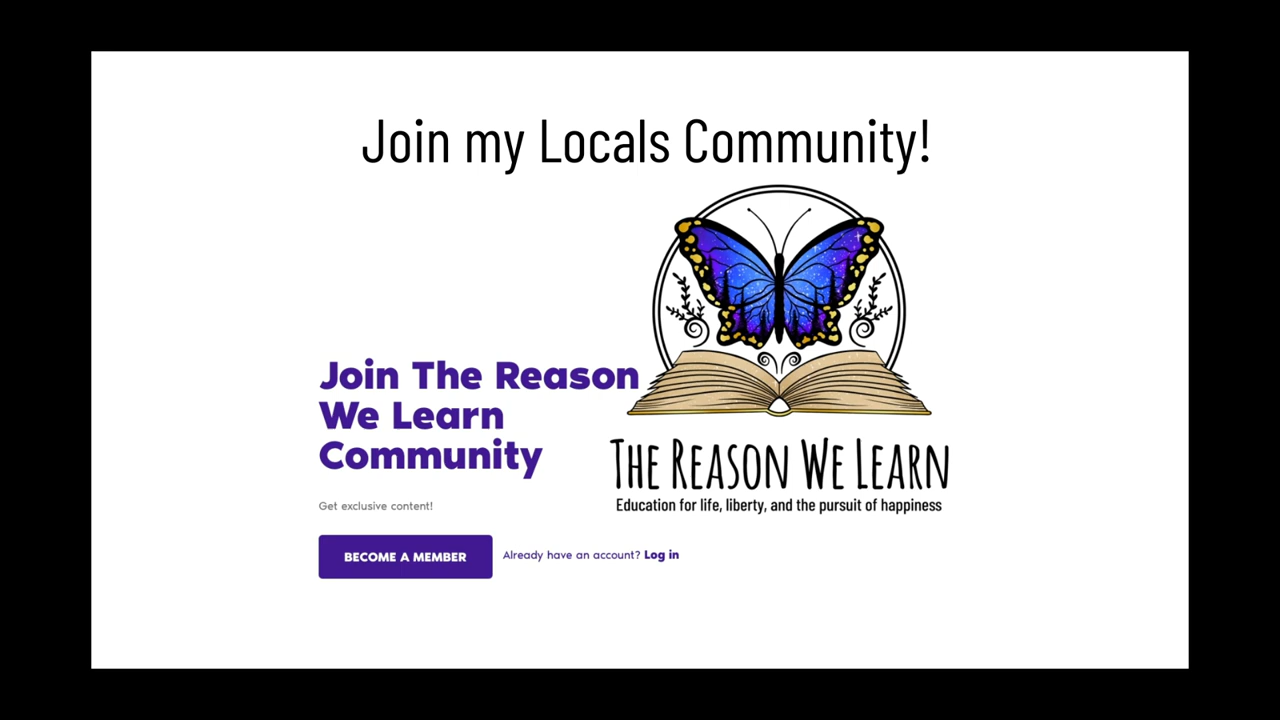 Join my Locals Community!
Join The Reason
We Learn
Community
Get exclusive content!
BECOME A MEMBER
Already have an account? Log in
THE REASON WE LEARN
Education for life, liberty, and the pursuit of happiness